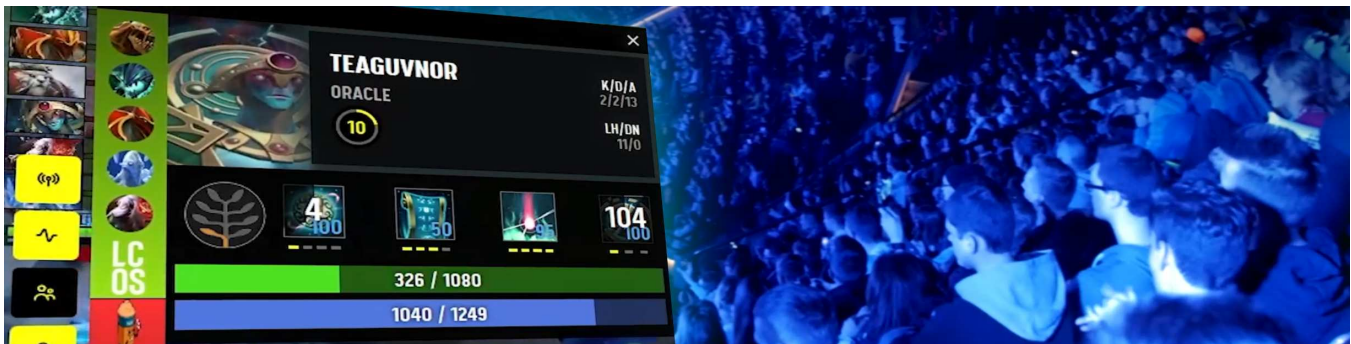 TEAGUVNOR
ORACLE
10
K/D/A
2/2/13
LH/DN
11/0
4
100
50
95
104
100
LC
OS
326 / 1080
1040 / 1249